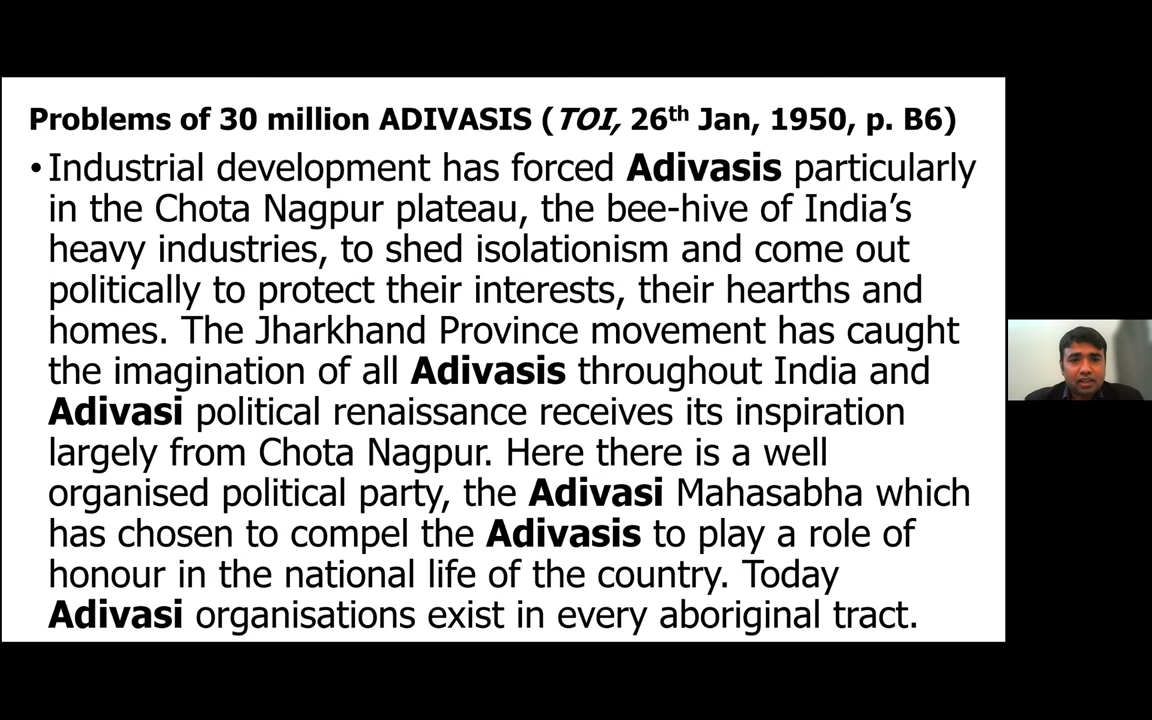 Problems of 30 million ADIVASIS (TOI, 26th Jan, 1950, p. B6)
• Industrial development has forced Adivasis particularly
in the Chota Nagpur plateau, the bee-hive of India’s
heavy industries, to shed isolationism and come out
politically to protect their interests, their hearths and
homes. The Jharkhand Province movement has caught
the imagination of all Adivasis throughout India and
Adivasi political renaissance receives its inspiration
largely from Chota Nagpur. Here there is a well
organised political party, the Adivasi Mahasabha which
has chosen to compel the Adivasis to play a role of
honour in the national life of the country. Today
Adivasi organisations exist in every aboriginal tract.